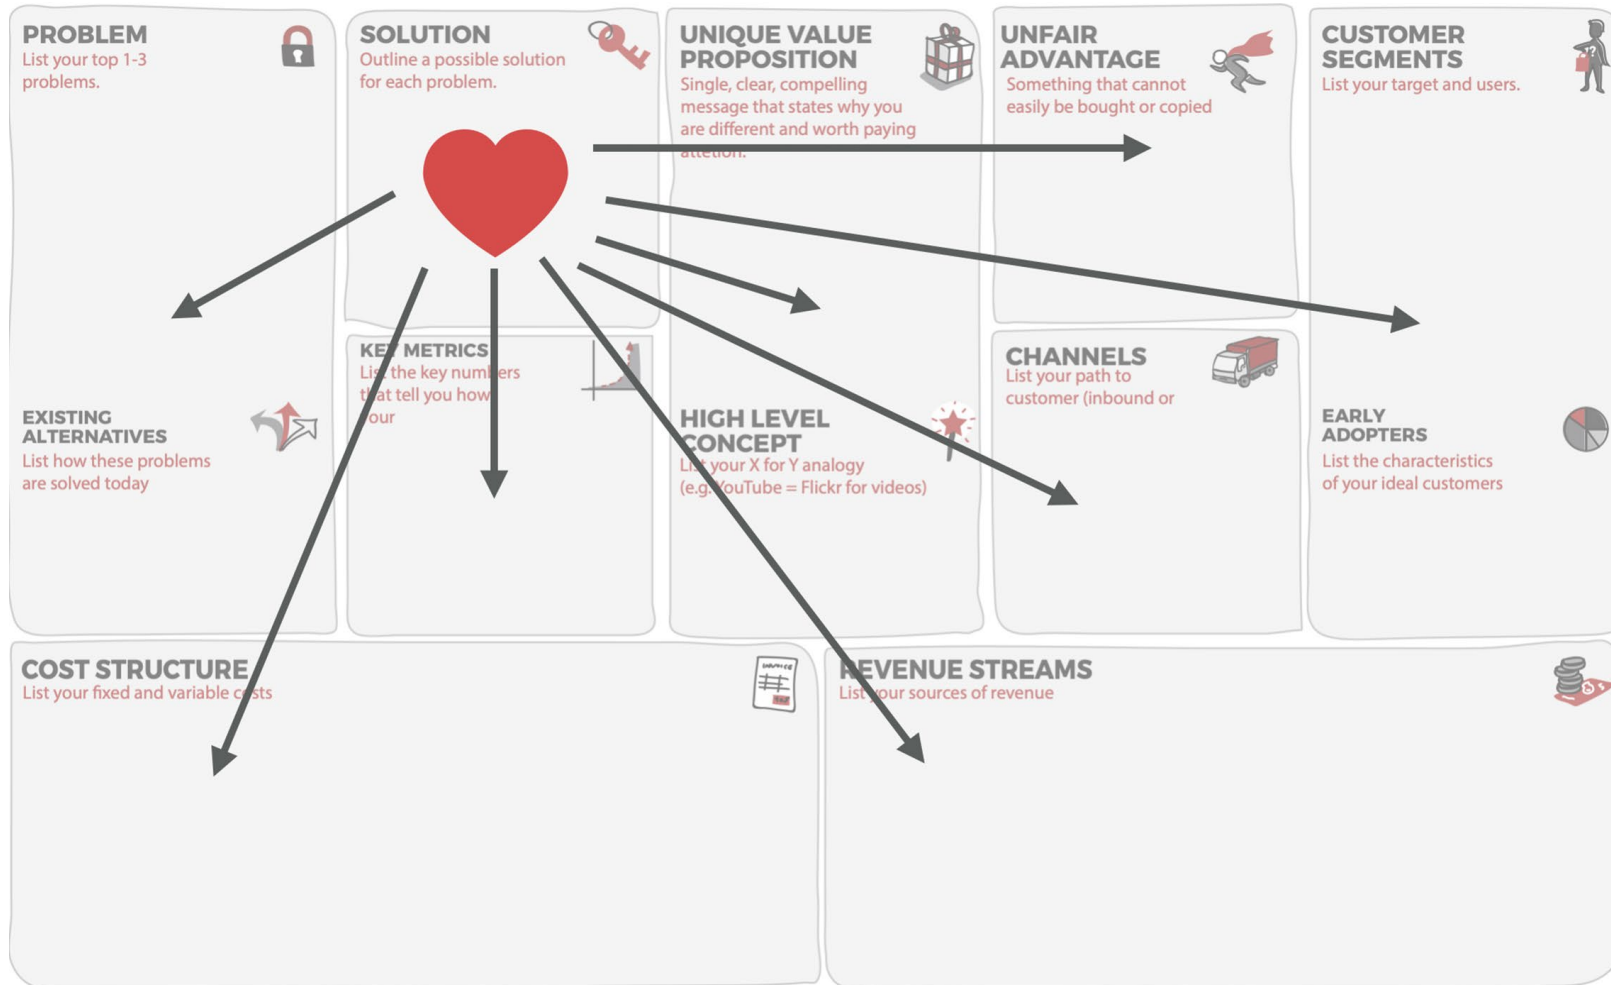 PROBLEM
List your top 1-3
problems.
EXISTING
ALTERNATIVES
List how these problems
are solved today
SOLUTION
Outline a possible solution
for each problem.
KEY METRICS
List the key numbers
that tell you how
our
UNIQUE VALUE
PROPOSITION
Single, clear, compelling
message that states why you
are different and worth paying
attetion.
HIGH LEVEL
CONCEPT
List your X for Y analogy
(e.g. YouTube = Flickr for videos)
UNFAIR
ADVANTAGE
Something that cannot
easily be bought or copied
CHANNELS
List your path to
customer (inbound or
CUSTOMER
SEGMENTS
List your target and users.
EARLY
ADOPTERS
List the characteristics
of your ideal customers
COST STRUCTURE
List your fixed and variable costs
INVOICE
REVENUE STREAMS
List your sources of revenue